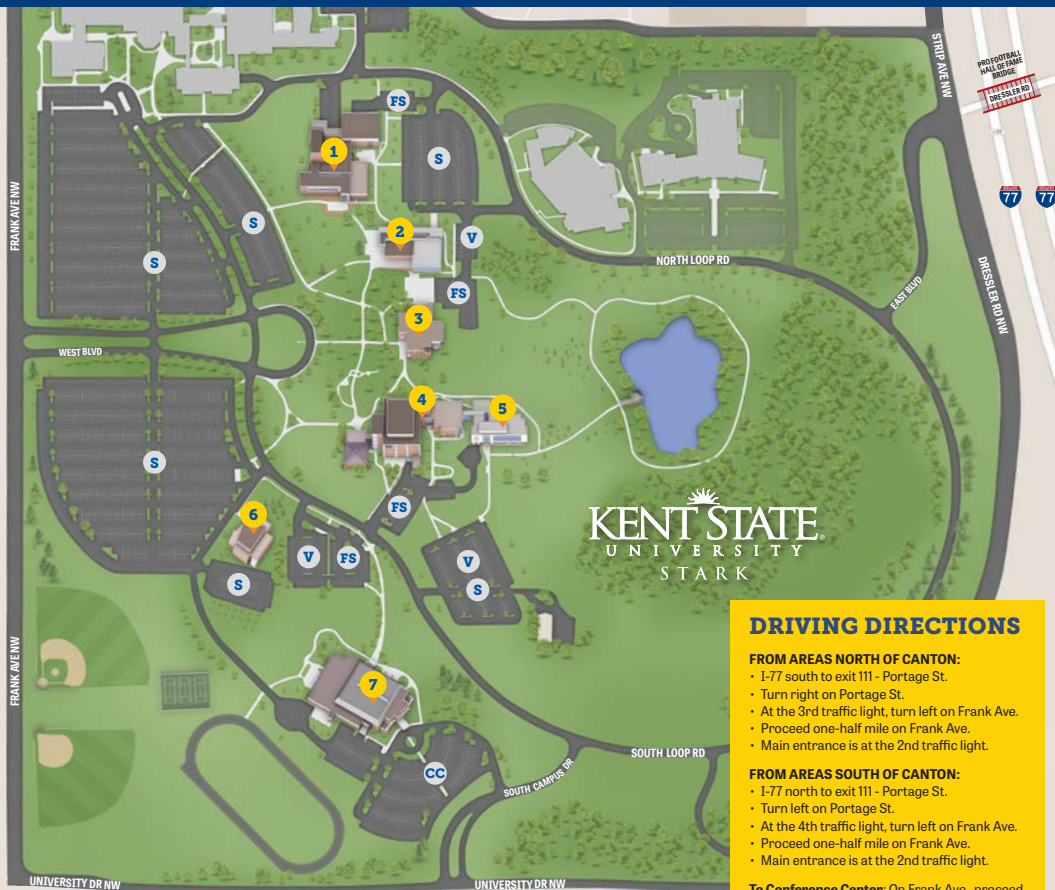 STRIP AVE NW
PRO FOOTBALL
HALL OF FAME
BRIDGE
DRESSLER RD
FS
1
S
77
77
FRANK AVE NW
S
2
V
S
NORTH LOOP RD
DRESSLER RD NW
FS
EAST BLVD
3
WEST BLVD
4
5
S
FS
6
KENT STATE
UNIVERSITY
STARK
V
FS
V
S
S
FRANK AVE NW
7
SOUTH LOOP RD
CC
SOUTH CAMPUS DR
UNIVERSITY DR NW
UNIVERSITY DR NW
DRIVING DIRECTIONS
FROM AREAS NORTH OF CANTON:
• I-77 south to exit 111 - Portage St.
• Turn right on Portage St.
• At the 3rd traffic light, turn left on Frank Ave.
• Proceed one-half mile on Frank Ave.
• Main entrance is at the 2nd traffic light.
FROM AREAS SOUTH OF CANTON:
• I-77 north to exit 111 - Portage St.
• Turn left on Portage St.
• At the 4th traffic light, turn left on Frank Ave.
• Proceed one-half mile on Frank Ave.
• Main entrance is at the 2nd traffic light.
To Conference Center: On Frank Ave., proceed